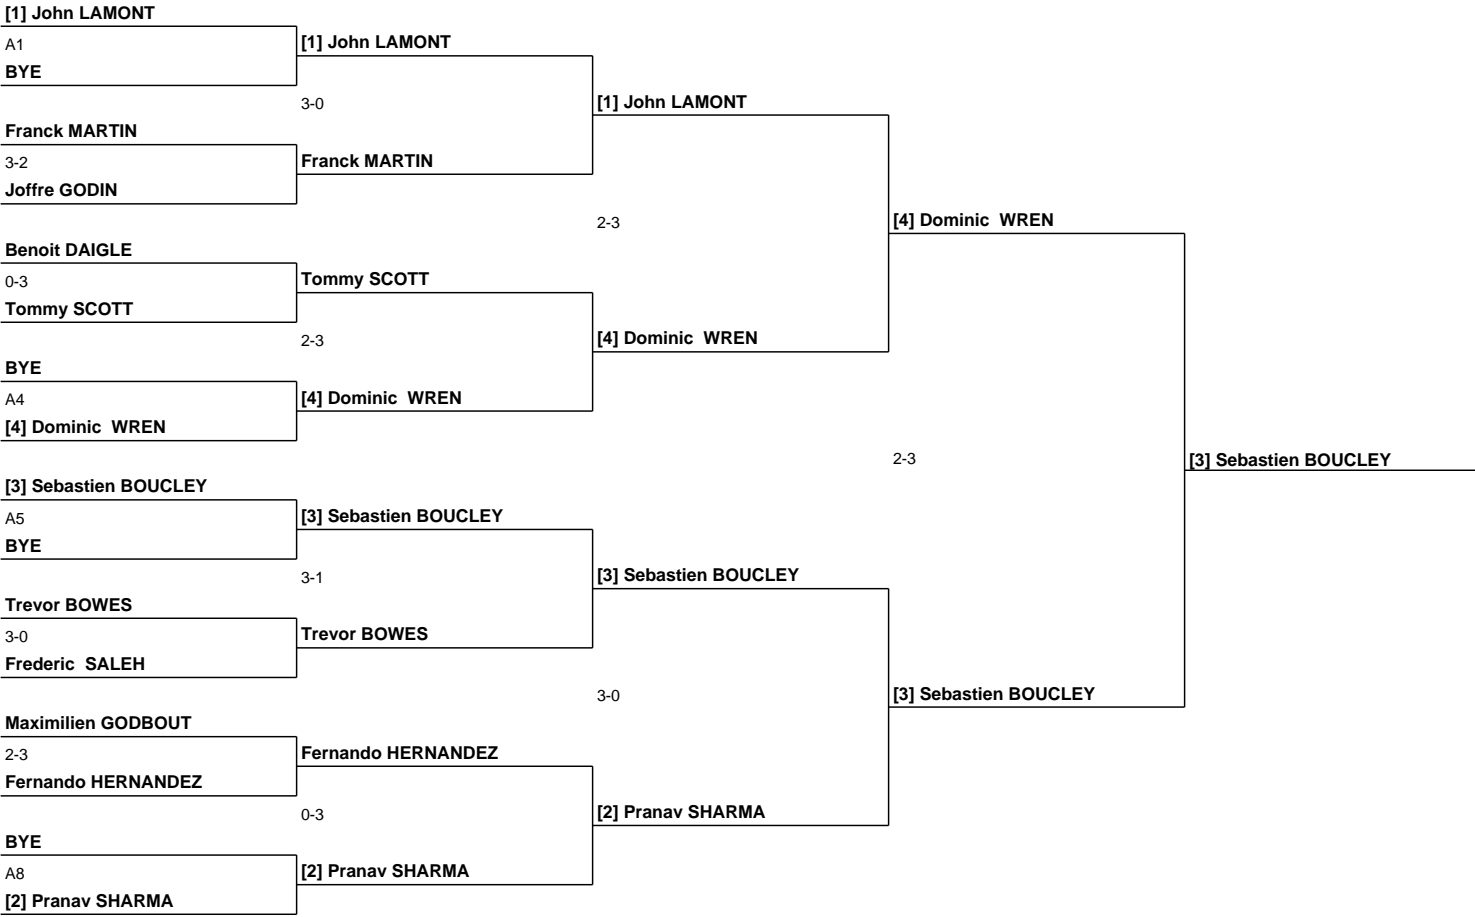 [1] John LAMONT
A1
BYE
Franck MARTIN
3-2
Joffre GODIN
Benoit DAIGLE
0-3
Tommy SCOTT
BYE
A4
[4] Dominic  WREN
[3] Sebastien BOUCLEY
A5
BYE
Trevor BOWES
3-0
Frederic  SALEH
Maximilien GODBOUT
2-3
Fernando HERNANDEZ
BYE
A8
[2] Pranav SHARMA
[1] John LAMONT
3-0
Franck MARTIN
Tommy SCOTT
2-3
[4] Dominic  WREN
[3] Sebastien BOUCLEY
3-1
Trevor BOWES
Fernando HERNANDEZ
0-3
[2] Pranav SHARMA
[1] John LAMONT
2-3
[4] Dominic  WREN
[3] Sebastien BOUCLEY
3-0
[2] Pranav SHARMA
[4] Dominic  WREN
2-3
[3] Sebastien BOUCLEY
[3] Sebastien BOUCLEY